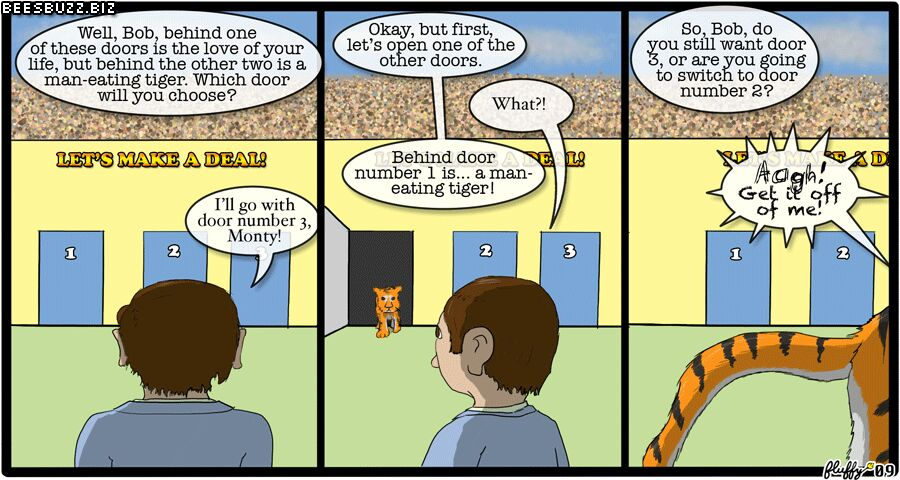 BEESBUZZ.BIZ
Well, Bob, behind one
of these doors is the love of your
life, but behind the other two is a
man-eating tiger. Which door
will you choose?
LET'S MAKE A DEAL!
I'll go with
door number 3,
Monty!
1
2
3
Okay, but first,
let's open one of the
other doors.
What?!
Behind door
number 1 is... a man-
eating tiger!
L
A DEAL!
2
3
So, Bob, do
you still want door
3, or are you going
to switch to door
number 2?
LET'S MAKE A D
Aagh!
Get it off
of me!
1
2
fluffy '09